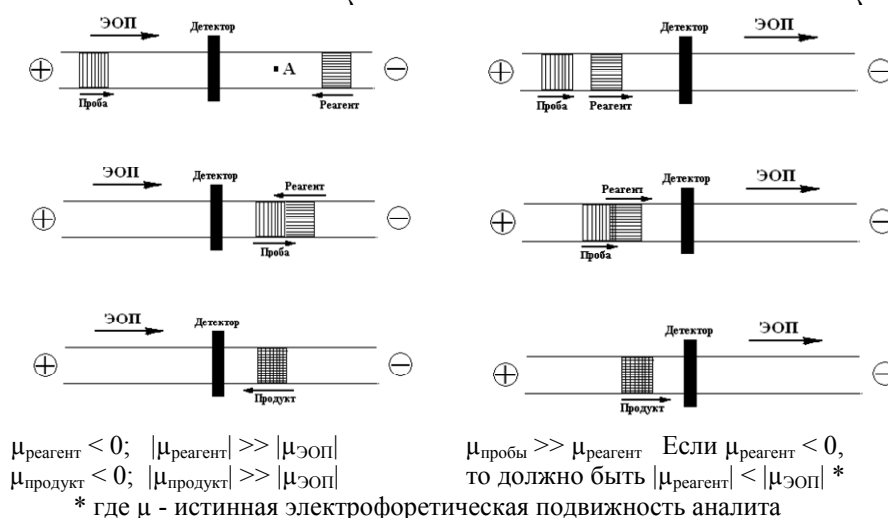 ЭОП
Детектор
A
Проба
Реагент
ЭОП
Детектор
Проба
Реагент
ЭОП
Детектор
Реагент
Проба
ЭОП
Детектор
Реагент
Проба
ЭОП
Детектор
Продукт
ЭОП
Детектор
Продукт
μреагент < 0; |μреагент| >> |μЭОП|
μпродукт < 0; |μпродукт| >> |μЭОП|
μпробы >> μреагент Если μреагент < 0,
то должно быть |μреагент| < |μЭОП| *
* где μ - истинная электрофоретическая подвижность аналита